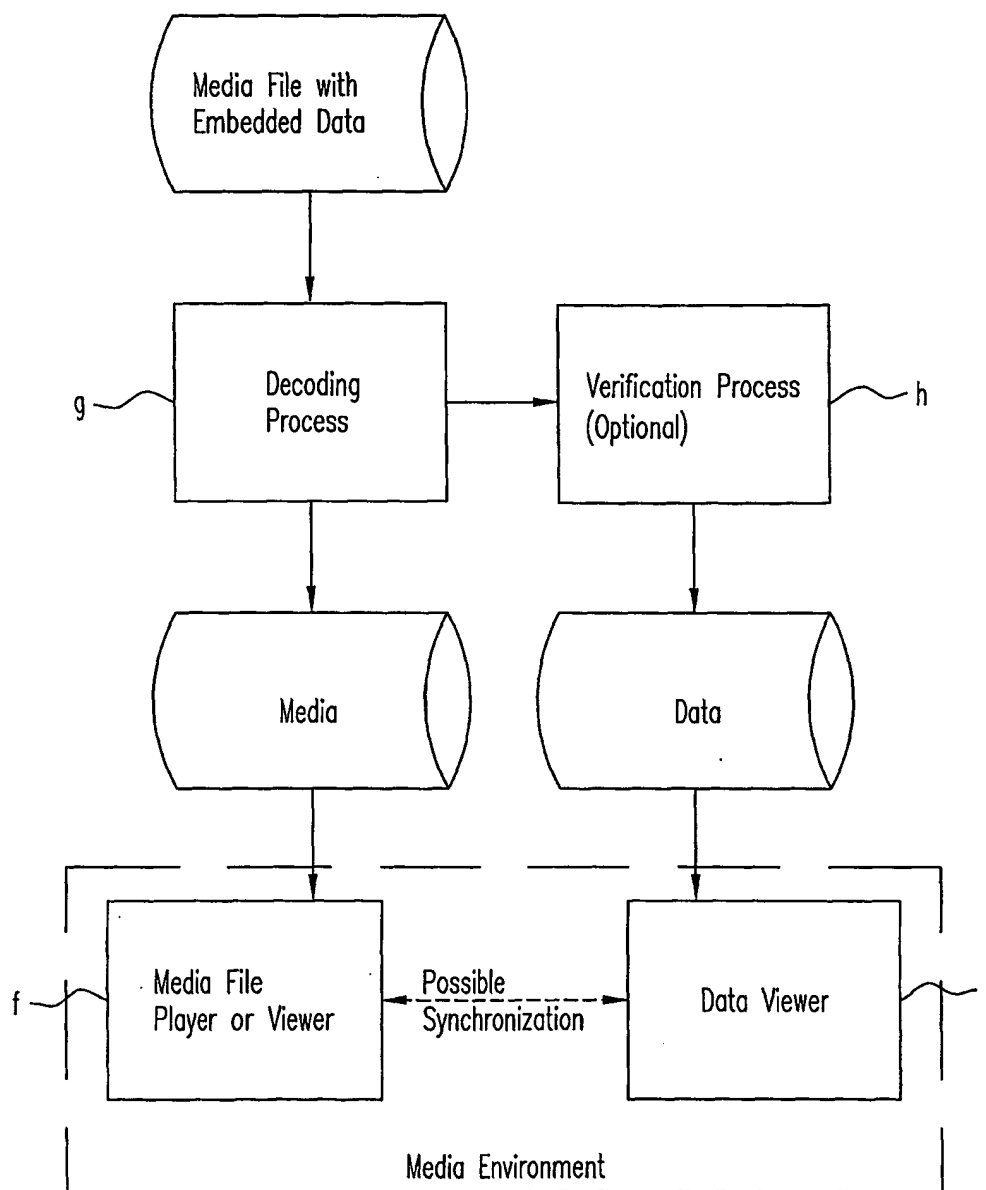 Media File with
Embedded Data
Decoding
Process
g
Verification Process
(Optional)
h
Media
Data
Media File
Player or Viewer
f
Possible
Synchronization
Data Viewer
Media Environment